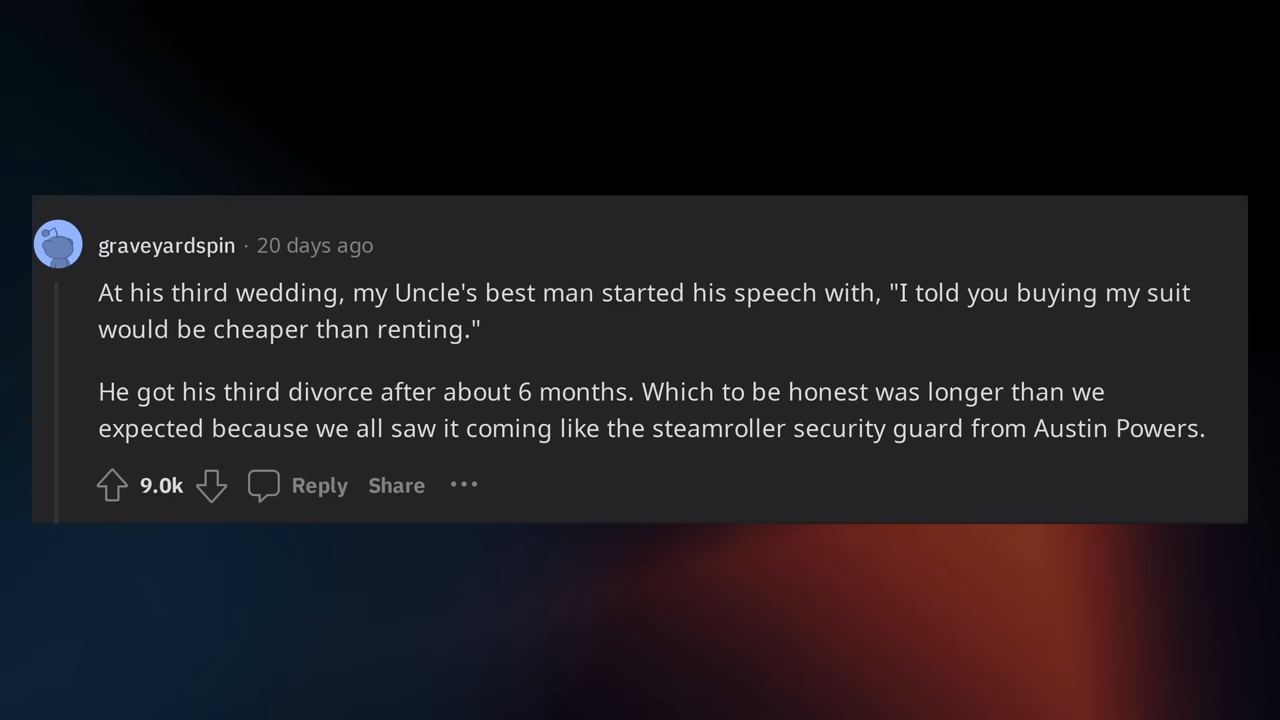 graveyardspin · 20 days ago
At his third wedding, my Uncle's best man started his speech with, "I told you buying my suit
would be cheaper than renting."
He got his third divorce after about 6 months. Which to be honest was longer than we
expected because we all saw it coming like the steamroller security guard from Austin Powers.
9.0k Reply Share